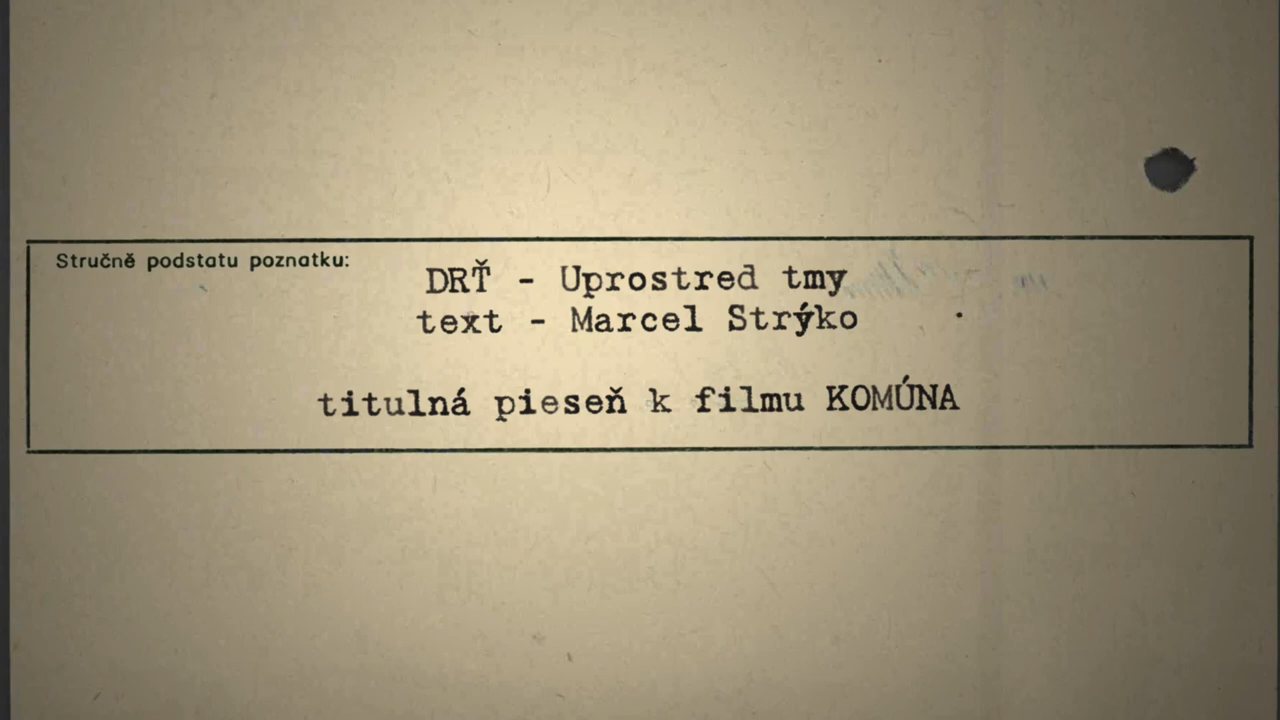 Stručně podstatu poznatku:
DRŤ - Uprostred tmy
text - Marcel Strýko
titulná pieseň k filmu KOMÚNA